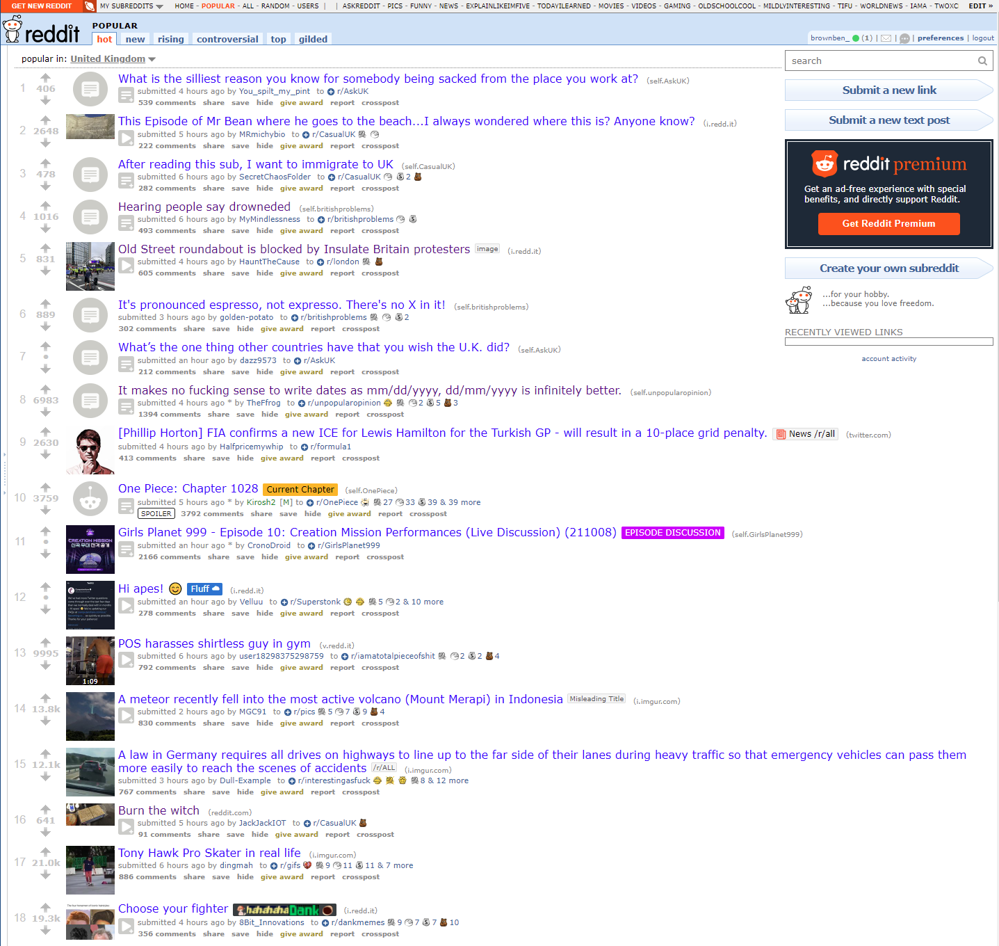 GET NEW REDDIT MY SUBREDDITS HOME - POPULAR - ALL - RANDOM - USERS | | ASKREDDIT - PICS - FUNNY - NEWS - EXPLAINLIKEIMFIVE - TODAYILEARNED - MOVIES - VIDEOS - GAMING - OLDSCHOOLCOOL - MILDLYINTERESTING - TIFU - WORLDNEWS - IAMA - TWOXC EDIT »
reddit POPULAR
hot new rising controversial top gilded
brownben_ (1) | | | preferences | logout
popular in: United Kingdom
search
Submit a new link
Submit a new text post
reddit premium
Get an ad-free experience with special
benefits, and directly support Reddit.
Get Reddit Premium
Create your own subreddit
...for your hobby.
...because you love freedom.
RECENTLY VIEWED LINKS
account activity
1 406 What is the silliest reason you know for somebody being sacked from the place you work at? (self.AskUK)
submitted 4 hours ago by You_spilt_my_pint to r/AskUK
539 comments share save hide give award report crosspost
2 2648 This Episode of Mr Bean where he goes to the beach...I always wondered where this is? Anyone know? (i.redd.it)
submitted 5 hours ago by MRmichybio to r/CasualUK
222 comments share save hide give award report crosspost
3 478 After reading this sub, I want to immigrate to UK (self.CasualUK)
submitted 6 hours ago by SecretChaosFolder to r/CasualUK 2
282 comments share save hide give award report crosspost
4 1016 Hearing people say drowneded (self.britishproblems)
submitted 6 hours ago by MyMindlessness to r/britishproblems
493 comments share save hide give award report crosspost
5 831 Old Street roundabout is blocked by Insulate Britain protesters image (i.redd.it)
submitted 4 hours ago by HauntTheCause to r/london
605 comments share save hide give award report crosspost
6 889 It's pronounced espresso, not expresso. There's no X in it! (self.britishproblems)
submitted 3 hours ago by golden-potato to r/britishproblems 2
302 comments share save hide give award report crosspost
7 • What’s the one thing other countries have that you wish the U.K. did? (self.AskUK)
submitted an hour ago by dazz9573 to r/AskUK
212 comments share save hide give award report crosspost
8 6983 It makes no fucking sense to write dates as mm/dd/yyyy, dd/mm/yyyy is infinitely better. (self.unpopularopinion)
submitted 4 hours ago * by TheFfrog to r/unpopularopinion 2 5 3
1394 comments share save hide give award report crosspost
9 2630 [Phillip Horton] FIA confirms a new ICE for Lewis Hamilton for the Turkish GP - will result in a 10-place grid penalty. News /r/all (twitter.com)
submitted 4 hours ago by Halfpricemywhip to r/formula1
413 comments share save hide give award report crosspost
10 3759 One Piece: Chapter 1028 Current Chapter (self.OnePiece)
submitted 5 hours ago * by Kirosh2 [M] to r/OnePiece 27 33 39 & 39 more
SPOILER 3792 comments share save hide give award report crosspost
11 • Girls Planet 999 - Episode 10: Creation Mission Performances (Live Discussion) (211008) EPISODE DISCUSSION (self.GirlsPlanet999)
CREATION MISSION
submitted an hour ago * by CronoDroid to r/GirlsPlanet999
2166 comments share save hide give award report crosspost
12 • Hi apes! 😊 Fluff (i.redd.it)
submitted an hour ago by Velluu to r/Superstonk 5 2 & 10 more
278 comments share save hide give award report crosspost
13 9995 POS harasses shirtless guy in gym (v.redd.it)
submitted 6 hours ago by user18298375298759 to r/iamatotalpieceofshit 2 2 4
792 comments share save hide give award report crosspost
1:09
14 13.8k A meteor recently fell into the most active volcano (Mount Merapi) in Indonesia Misleading Title (i.imgur.com)
submitted 2 hours ago by MGC91 to r/pics 5 7 9 4
830 comments share save hide give award report crosspost
15 12.1k A law in Germany requires all drives on highways to line up to the far side of their lanes during heavy traffic so that emergency vehicles can pass them
more easily to reach the scenes of accidents /r/ALL (i.imgur.com)
submitted 3 hours ago by Dull-Example to r/interestingasfuck 8 & 12 more
767 comments share save hide give award report crosspost
16 641 Burn the witch (reddit.com)
submitted 5 hours ago by JackJackIOT to r/CasualUK
91 comments share save hide give award report crosspost
17 21.0k Tony Hawk Pro Skater in real life (i.imgur.com)
submitted 6 hours ago by dingmah to r/gifs 9 11 11 & 7 more
886 comments share save hide give award report crosspost
18 19.3k Choose your fighter hahahaha Dank (i.redd.it)
submitted 4 hours ago by 8Bit_Innovations to r/dankmemes 9 7 7 10
356 comments share save hide give award report crosspost